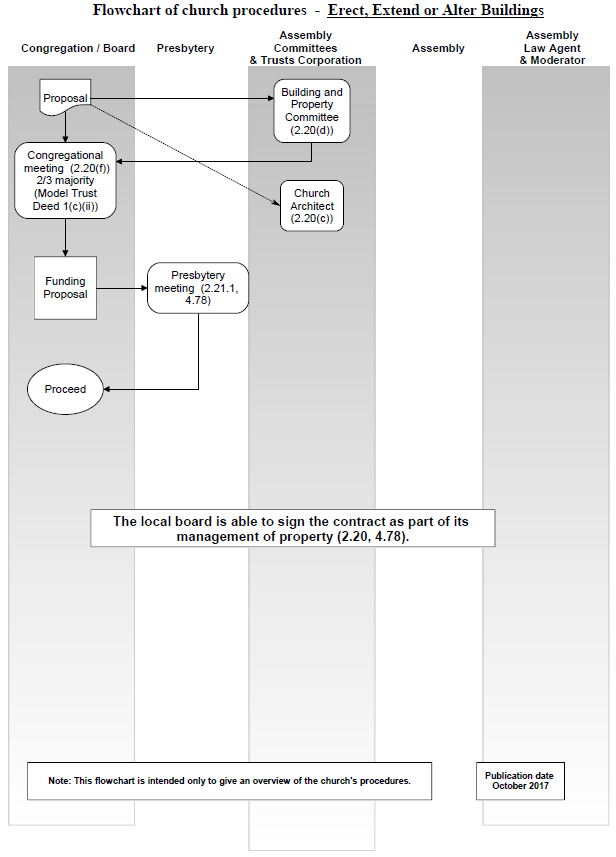 Flowchart of church procedures - Erect, Extend or Alter Buildings
Congregation / Board
Presbytery
Assembly
Committees
& Trusts Corporation
Assembly
Assembly
Law Agent
& Moderator
Proposal
Building and
Property
Committee
(2.20(d))
Congregational
meeting (2.20(f))
2/3 majority
(Model Trust
Deed 1(c)(ii))
Church
Architect
(2.20(c))
Funding
Proposal
Presbytery
meeting (2.21.1,
4.78)
Proceed
The local board is able to sign the contract as part of its
management of property (2.20, 4.78).
Note: This flowchart is intended only to give an overview of the church's procedures.
Publication date
October 2017